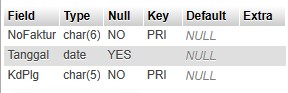 Field Type Null Key Default Extra
NoFaktur char(6) NO PRI NULL
Tanggal date YES NULL
KdPlg char(5) NO PRI NULL